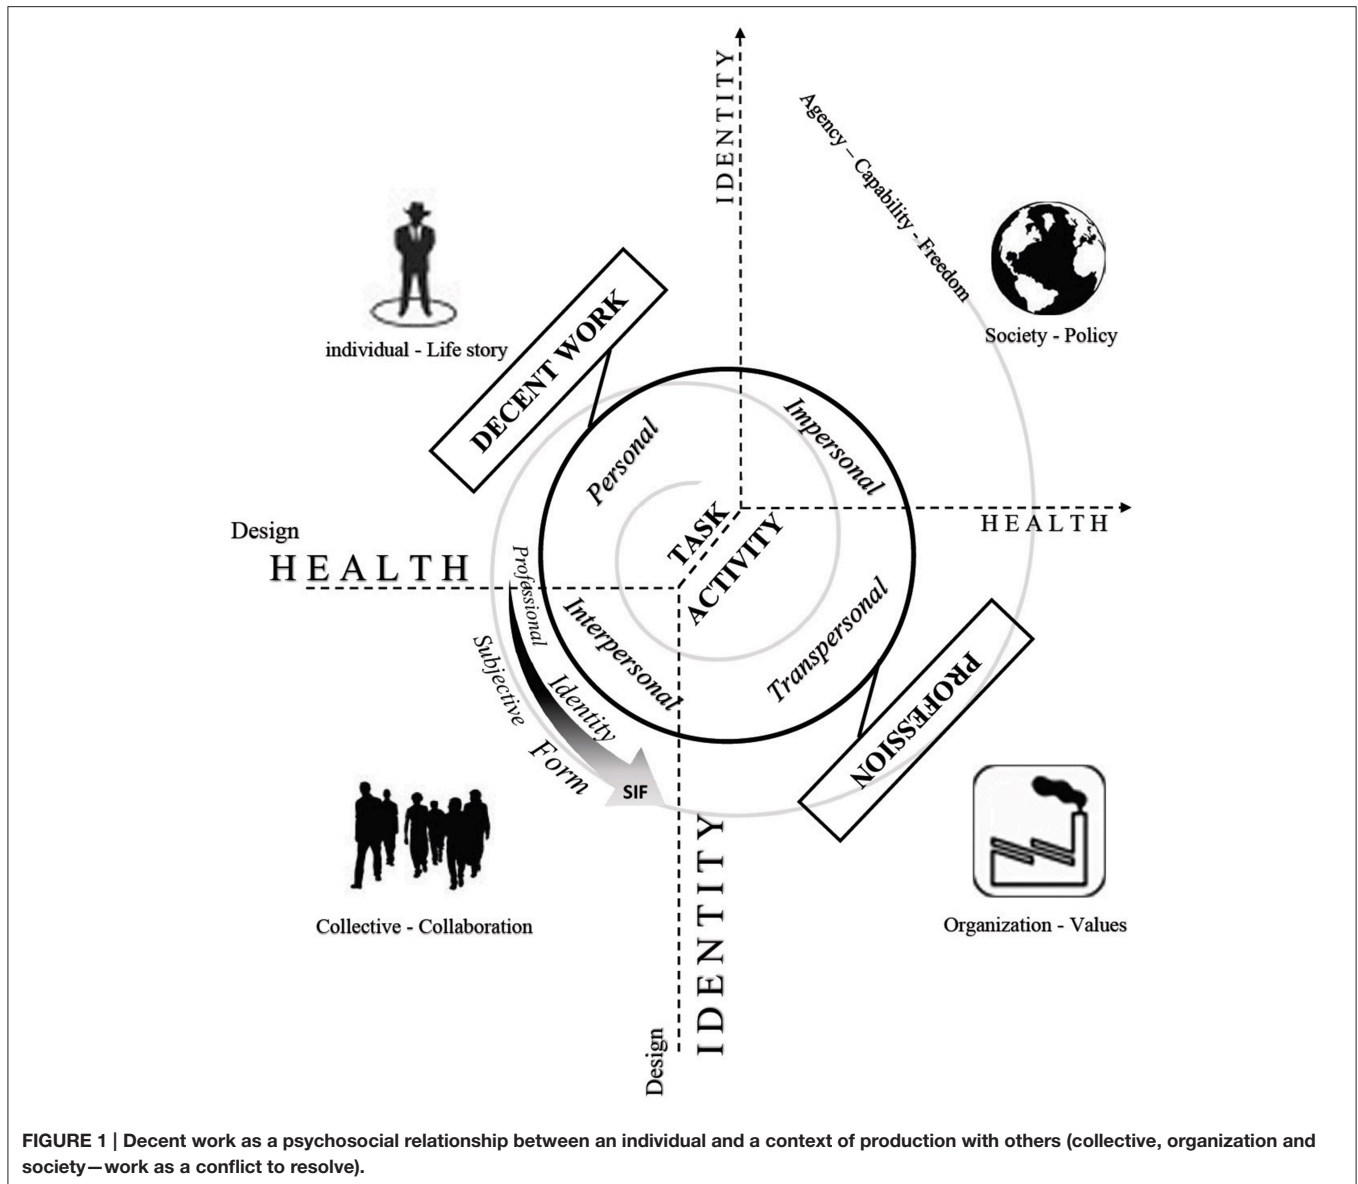 IDENTITY
Agency – Capability - Freedom
individual - Life story
Society - Policy
DECENT WORK
Personal
Impersonal
TASK
ACTIVITY
Design
HEALTH
HEALTH
Professional
Identity
Subjective
Form
Interpersonal
Transpersonal
PROFESSION
SIF
Collective - Collaboration
Organization - Values
IDENTITY
Design
FIGURE 1 | Decent work as a psychosocial relationship between an individual and a context of production with others (collective, organization and
society—work as a conflict to resolve).